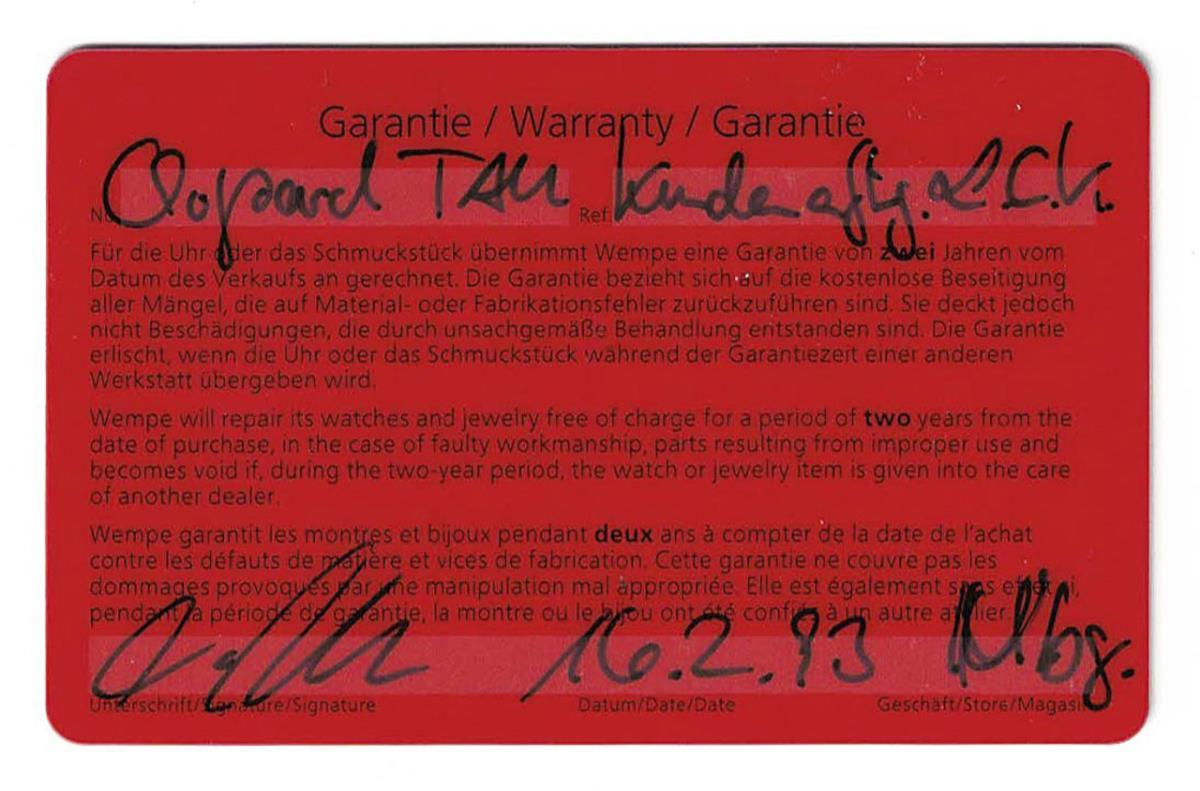 Garantie / Warranty / Garantie
No TAU Ref.
Für die Uhr oder das Schmuckstück übernimmt Wempe eine Garantie von zwei Jahren vom
Datum des Verkaufs an gerechnet. Die Garantie bezieht sich auf die kostenlose Beseitigung
aller Mängel, die auf Material- oder Fabrikationsfehler zurückzuführen sind. Sie deckt jedoch
nicht Beschädigungen, die durch unsachgemäße Behandlung entstanden sind. Die Garantie
erlischt, wenn die Uhr oder das Schmuckstück während der Garantiezeit einer anderen
Werkstatt übergeben wird.
Wempe will repair its watches and jewelry free of charge for a period of two years from the
date of purchase, in the case of faulty workmanship, parts resulting from improper use and
becomes void if, during the two-year period, the watch or jewelry item is given into the care
of another dealer.
Wempe garantit les montres et bijoux pendant deux ans à compter de la date de l'achat
contre les défauts de matière et vices de fabrication. Cette garantie ne couvre pas les
dommages provoqués par une manipulation mal appropriée. Elle est également sans effet si,
pendant la période de garantie, la montre ou le bijou ont été confiés à un autre atelier
16.2.93
Unterschrift/Signature/Signature Datum/Date/Date Geschäft/Store/Magasin